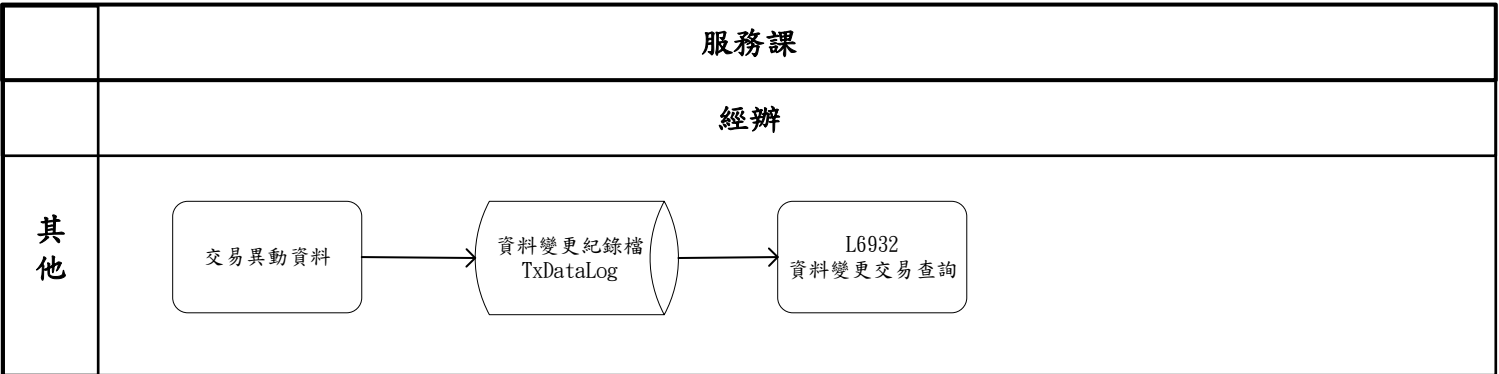 服務課
經辦
其
他
交易異動資料
資料變更紀錄檔
TxDataLog
L6932
資料變更交易查詢